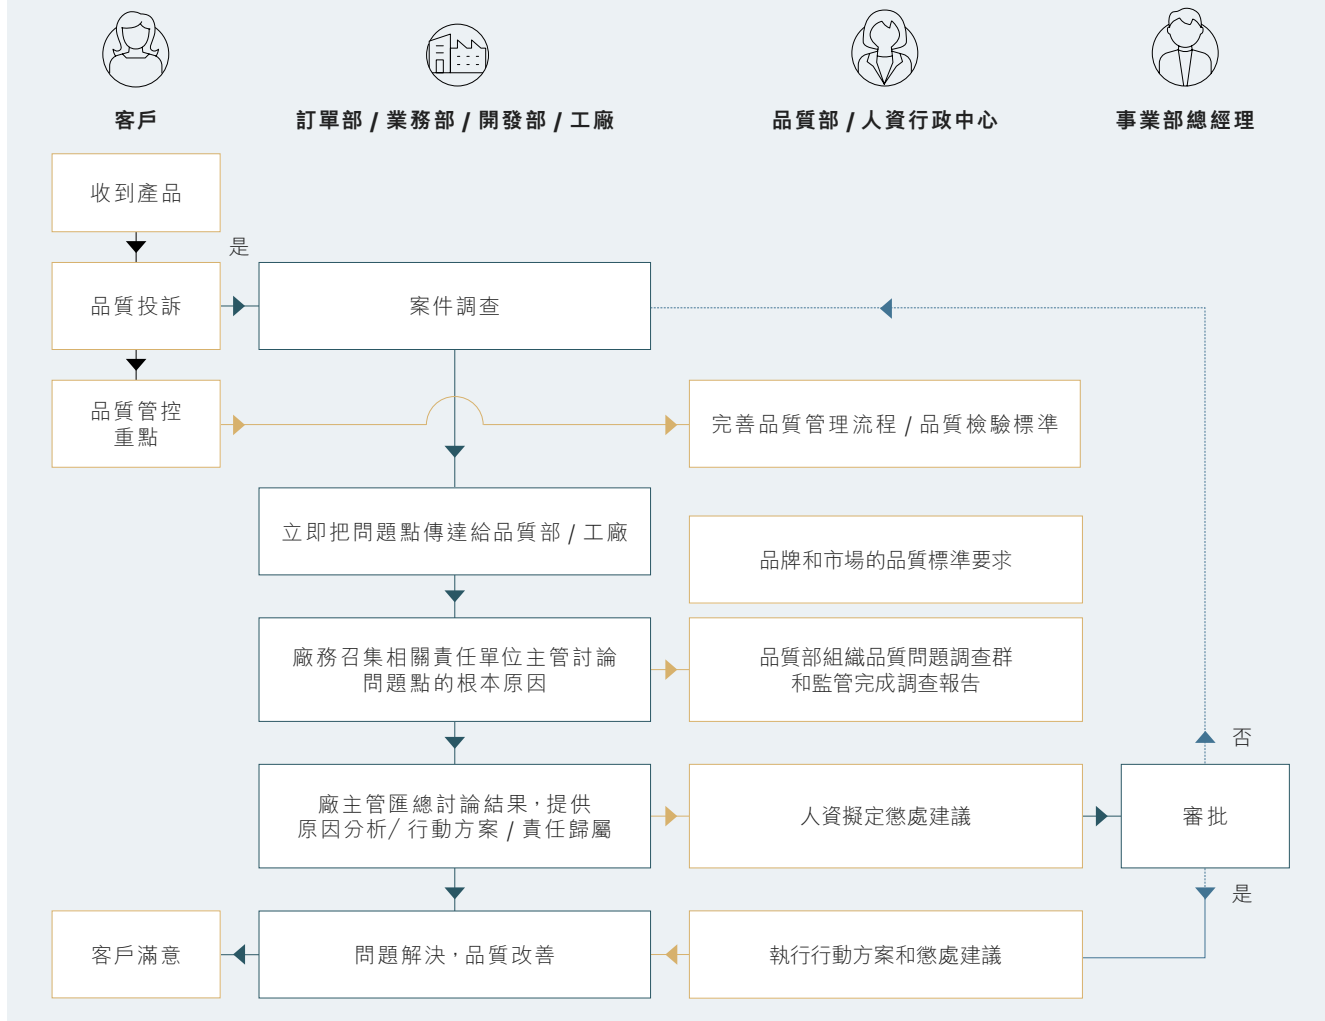 客戶
訂單部 / 業務部 / 開發部 / 工廠
品質部 / 人資行政中心
事業部總經理
收到產品
是
品質投訴
案件調查
品質管控
重點
完善品質管理流程 / 品質檢驗標準
立即把問題點傳達給品質部 / 工廠
品牌和市場的品質標準要求
廠務召集相關責任單位主管討論
問題點的根本原因
品質部組織品質問題調查群
和監管完成調查報告
否
廠主管匯總討論結果，提供
原因分析/ 行動方案 / 責任歸屬
人資擬定懲處建議
審批
是
客戶滿意
問題解決，品質改善
執行行動方案和懲處建議